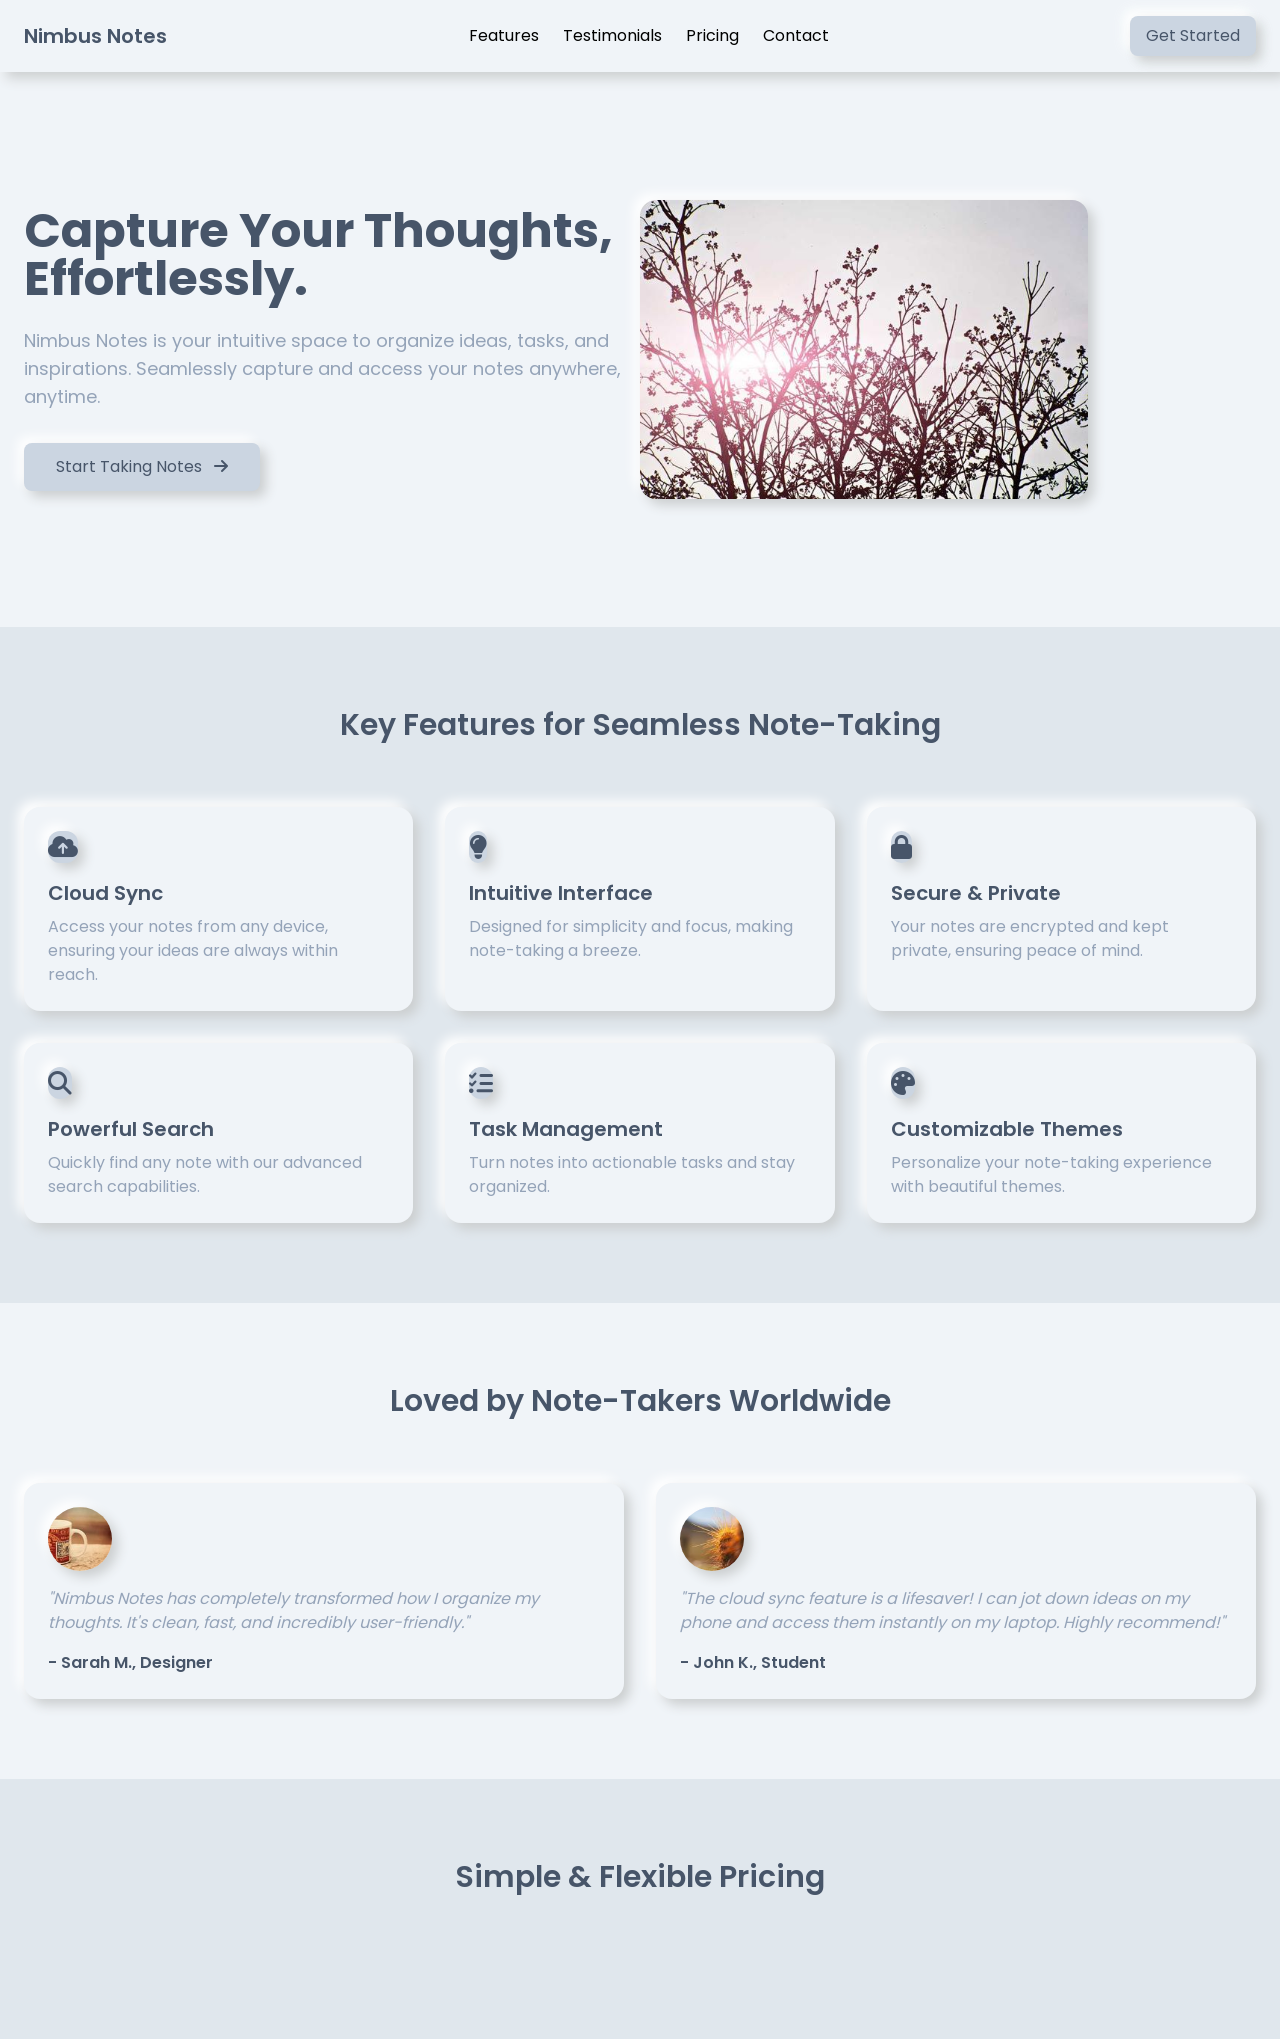 Nimbus Notes
Features
Testimonials
Pricing
Contact
Get Started
Capture Your Thoughts,
Effortlessly.
Nimbus Notes is your intuitive space to organize ideas, tasks, and
inspirations. Seamlessly capture and access your notes anywhere,
anytime.
Start Taking Notes
Key Features for Seamless Note-Taking
Cloud Sync
Access your notes from any device,
ensuring your ideas are always within
reach.
Intuitive Interface
Designed for simplicity and focus, making
note-taking a breeze.
Secure & Private
Your notes are encrypted and kept
private, ensuring peace of mind.
Powerful Search
Quickly find any note with our advanced
search capabilities.
Task Management
Turn notes into actionable tasks and stay
organized.
Customizable Themes
Personalize your note-taking experience
with beautiful themes.
Loved by Note-Takers Worldwide
"Nimbus Notes has completely transformed how I organize my
thoughts. It's clean, fast, and incredibly user-friendly."
- Sarah M., Designer
"The cloud sync feature is a lifesaver! I can jot down ideas on my
phone and access them instantly on my laptop. Highly recommend!"
- John K., Student
Simple & Flexible Pricing